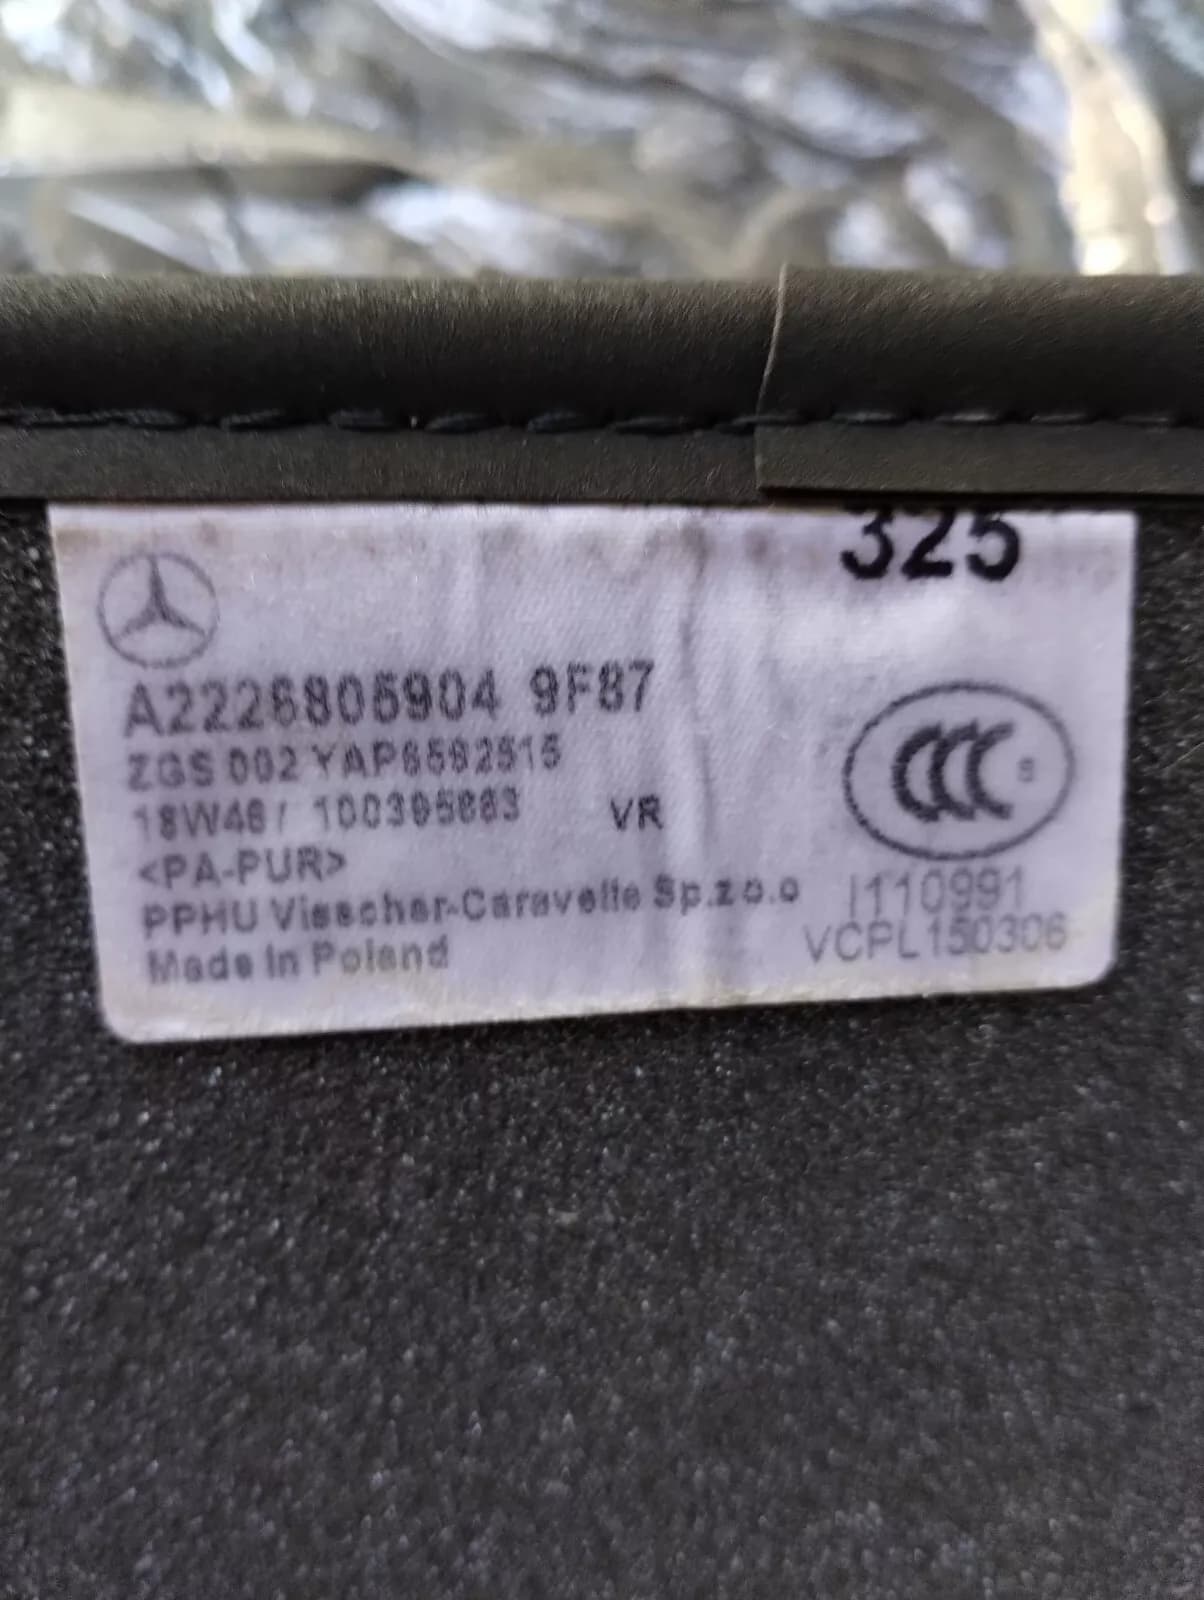 325
A2226805904 9F87
ZGS 002 YAP6592515
18W46/ 100395663 VR
<PA-PUR>
PPHU Visscher-Caravelle Sp.z o.o
Made in Poland
CCC S
I110991
VCPL150306